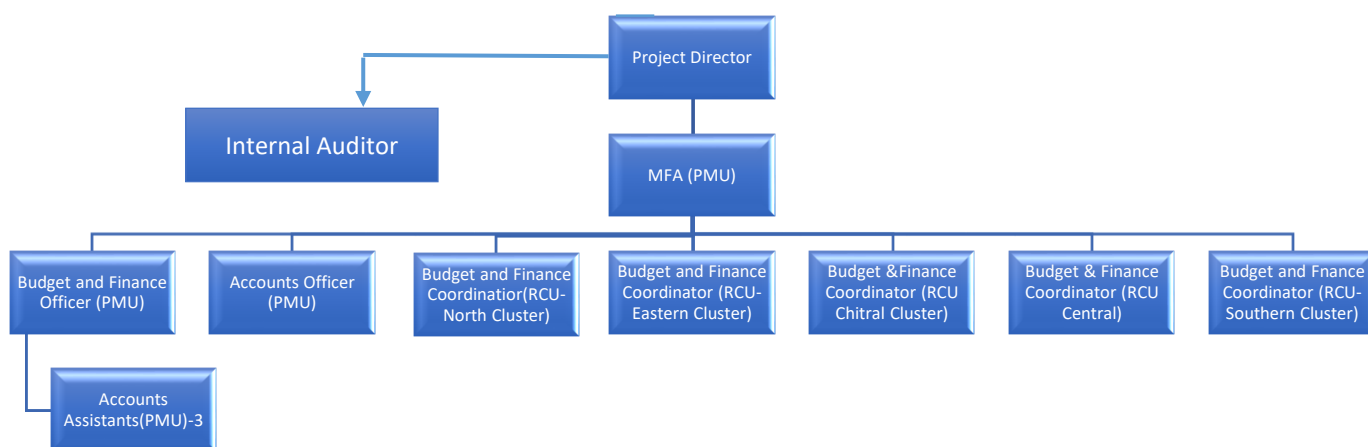 Project Director
Internal Auditor
MFA (PMU)
Budget and Finance
Officer (PMU)
Accounts Officer
(PMU)
Budget and Finance
Coordinatior(RCU-
North Cluster)
Budget and Finance
Coordinator (RCU-
Eastern Cluster)
Budget &Finance
Coordinator (RCU
Chitral Cluster)
Budget & Finance
Coordinator (RCU
Central)
Budget and Fnance
Coordinator (RCU-
Southern Cluster)
Accounts
Assistants(PMU)-3